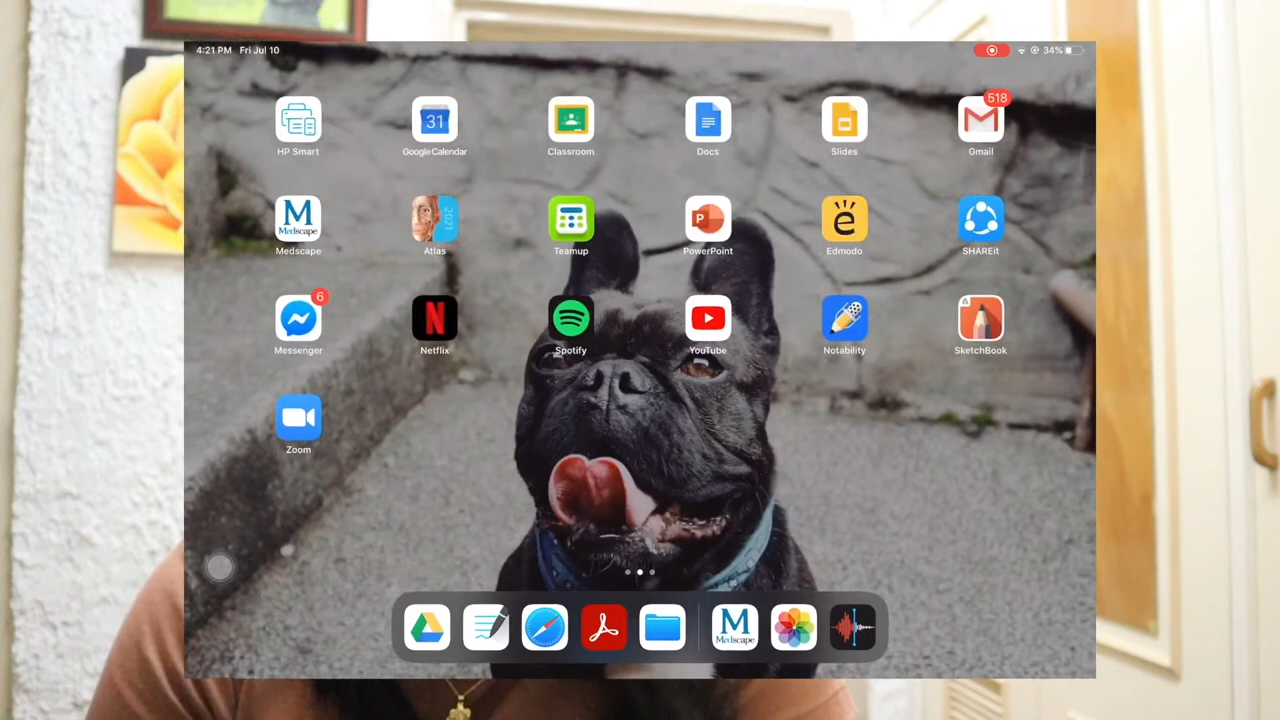 4:21 PM Fri Jul 10 34%
518
HP Smart
31
Google Calendar
Classroom
Docs
Slides
Gmail
M
Medscape
2021
Medscape
Atlas
Teamup
P
PowerPoint
e
Edmodo
SHAREit
6
N
A
Messenger
Netflix
Spotify
YouTube
Notability
SketchBook
Zoom
M
Medscape